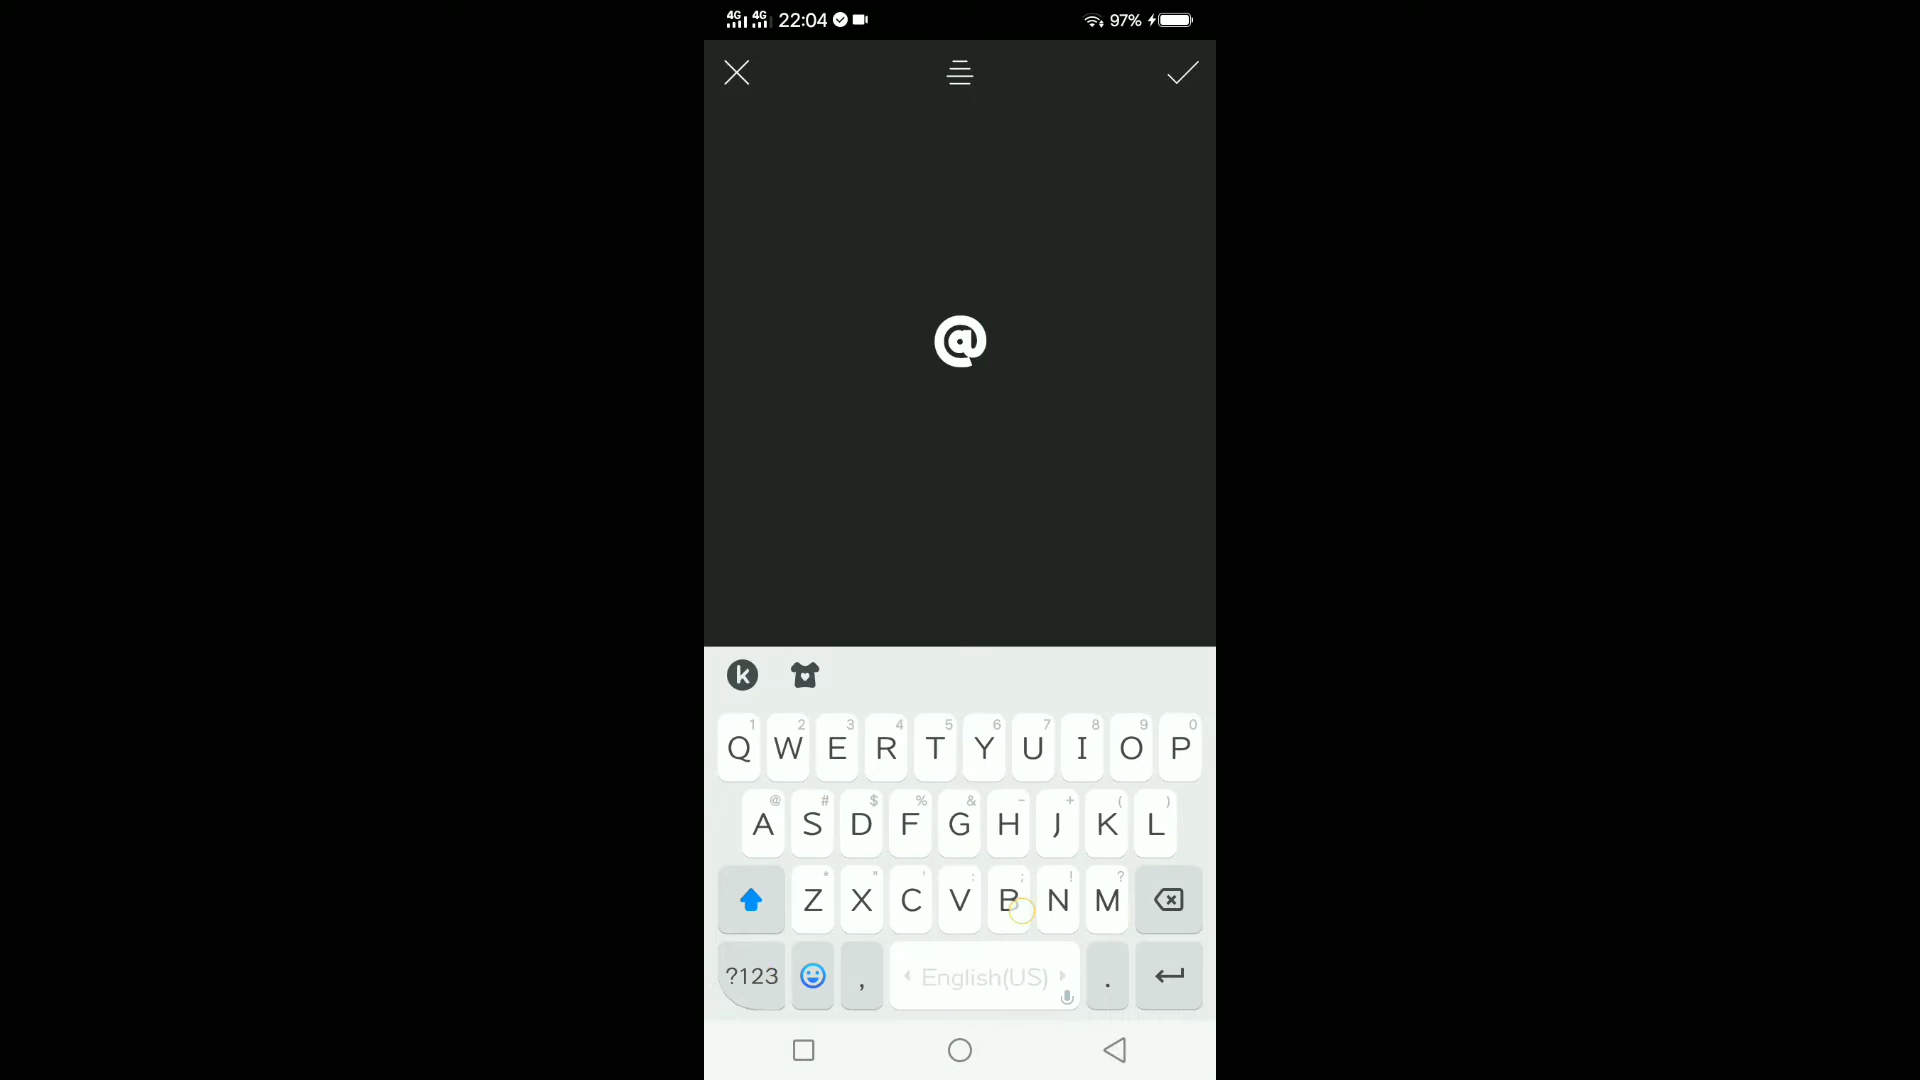 4G 4G 22:04 97%
@
k
1 2 3 4 5 6 7 8 9 0
Q W E R T Y U I O P
@ # $ % & - + ( )
A S D F G H J K L
* " ' : ; ! ?
Z X C V B N M
?123 , English(US) .